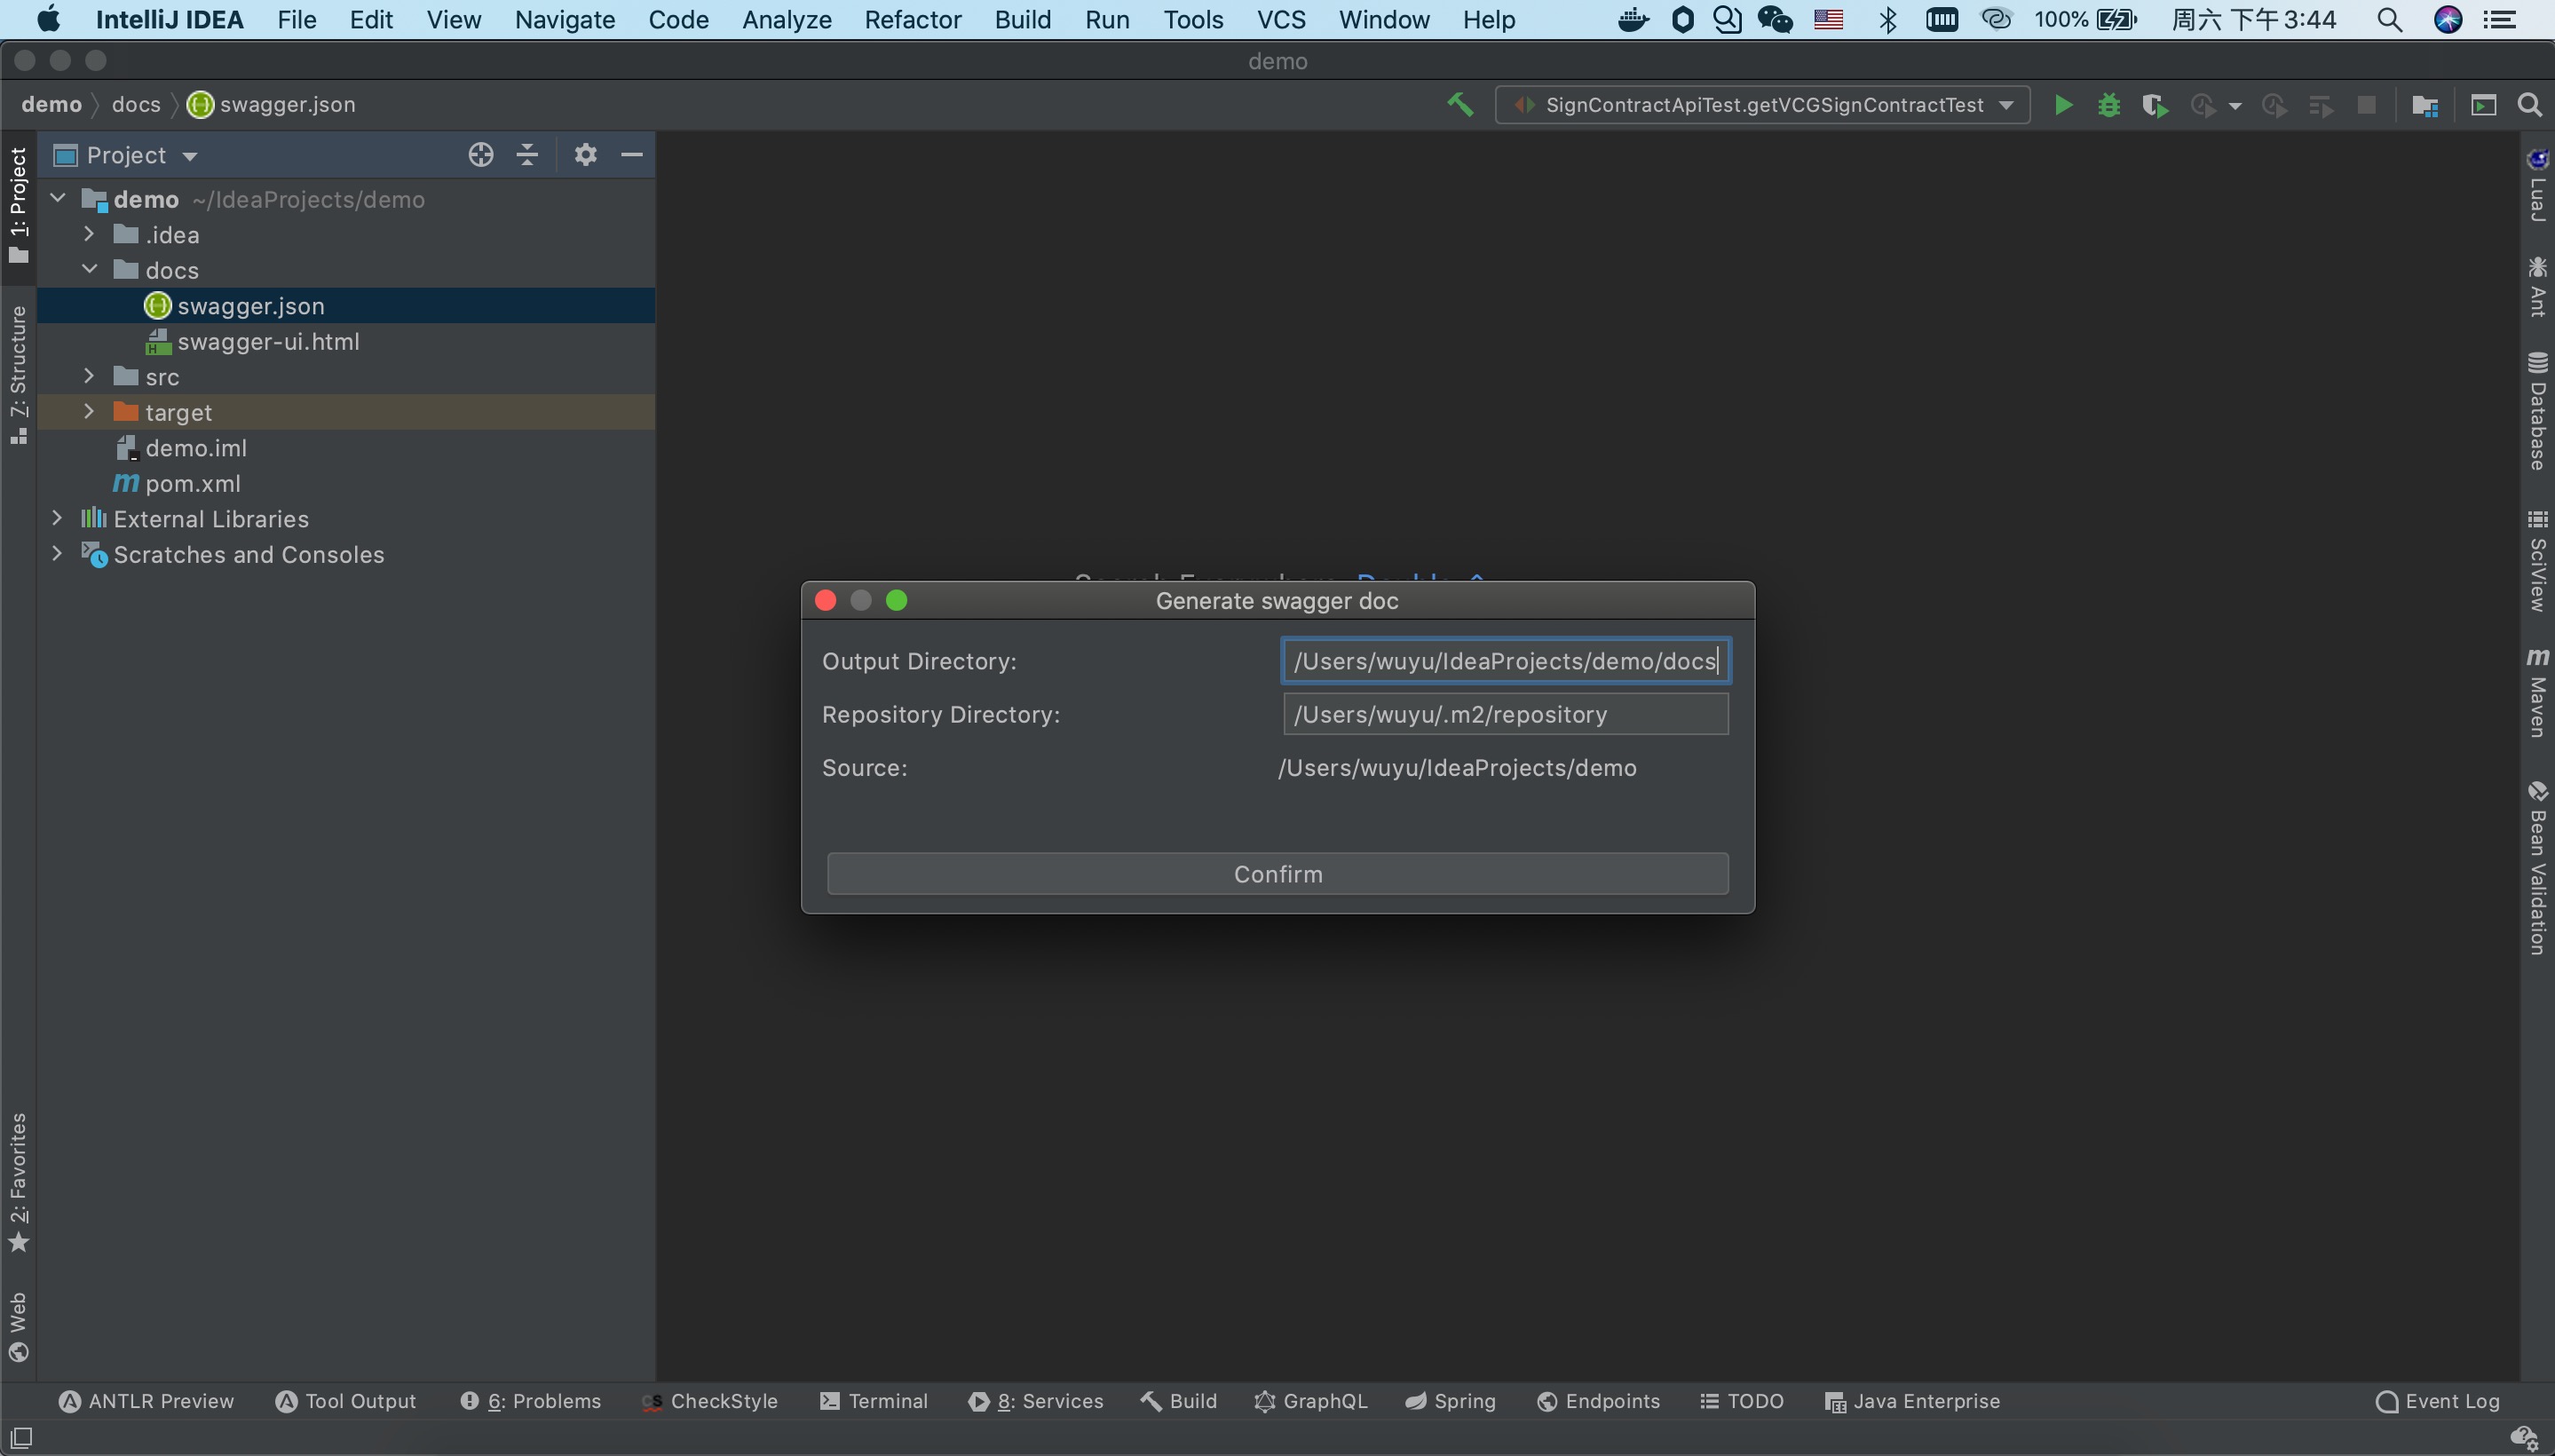 IntelliJ IDEA File Edit View Navigate Code Analyze Refactor Build Run Tools VCS Window Help 100% 周六 下午 3:44
demo
demo docs swagger.json SignContractApiTest.getVCGSignContractTest
Project
demo ~/IdeaProjects/demo
.idea
docs
swagger.json
swagger-ui.html
src
target
demo.iml
pom.xml
External Libraries
Scratches and Consoles
1: Project
7: Structure
2: Favorites
Web
Generate swagger doc
Output Directory: /Users/wuyu/IdeaProjects/demo/docs
Repository Directory: /Users/wuyu/.m2/repository
Source: /Users/wuyu/IdeaProjects/demo
Confirm
LuaJ
Ant
Database
SciView
Maven
Bean Validation
ANTLR Preview Tool Output 6: Problems CheckStyle Terminal 8: Services Build GraphQL Spring Endpoints TODO Java Enterprise Event Log